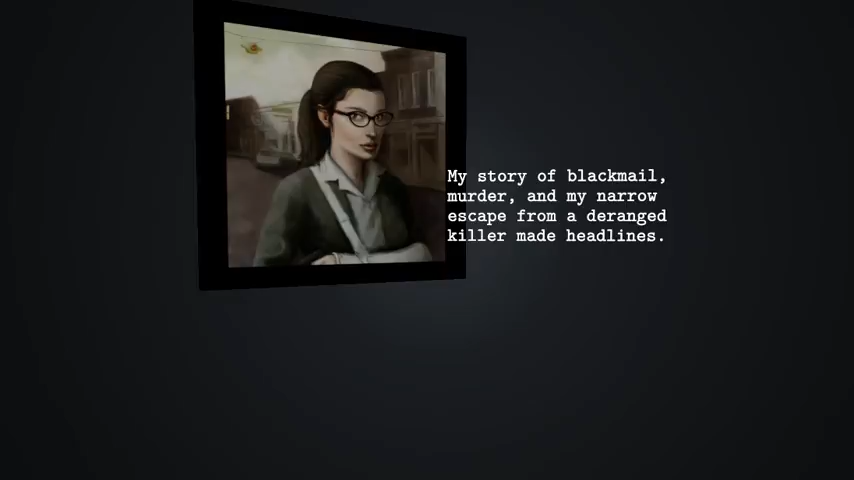 My story of blackmail,
murder, and my narrow
escape from a deranged
killer made headlines.